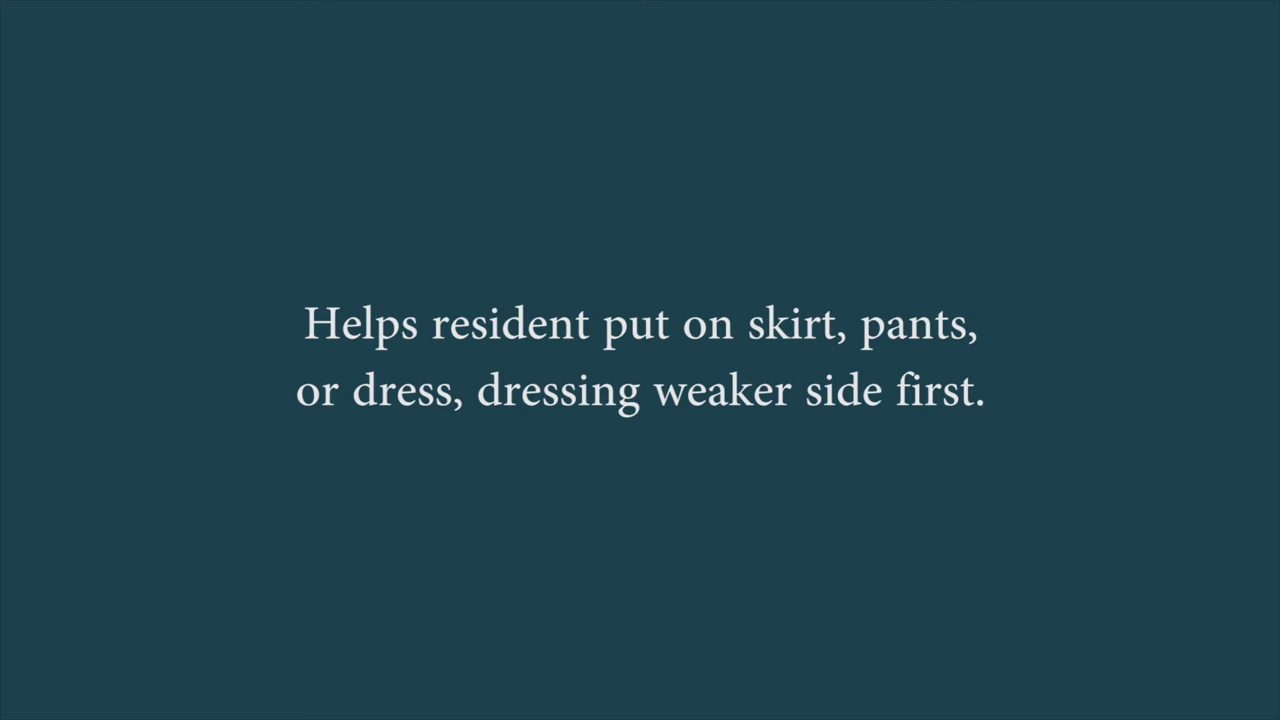 Helps resident put on skirt, pants,
or dress, dressing weaker side first.